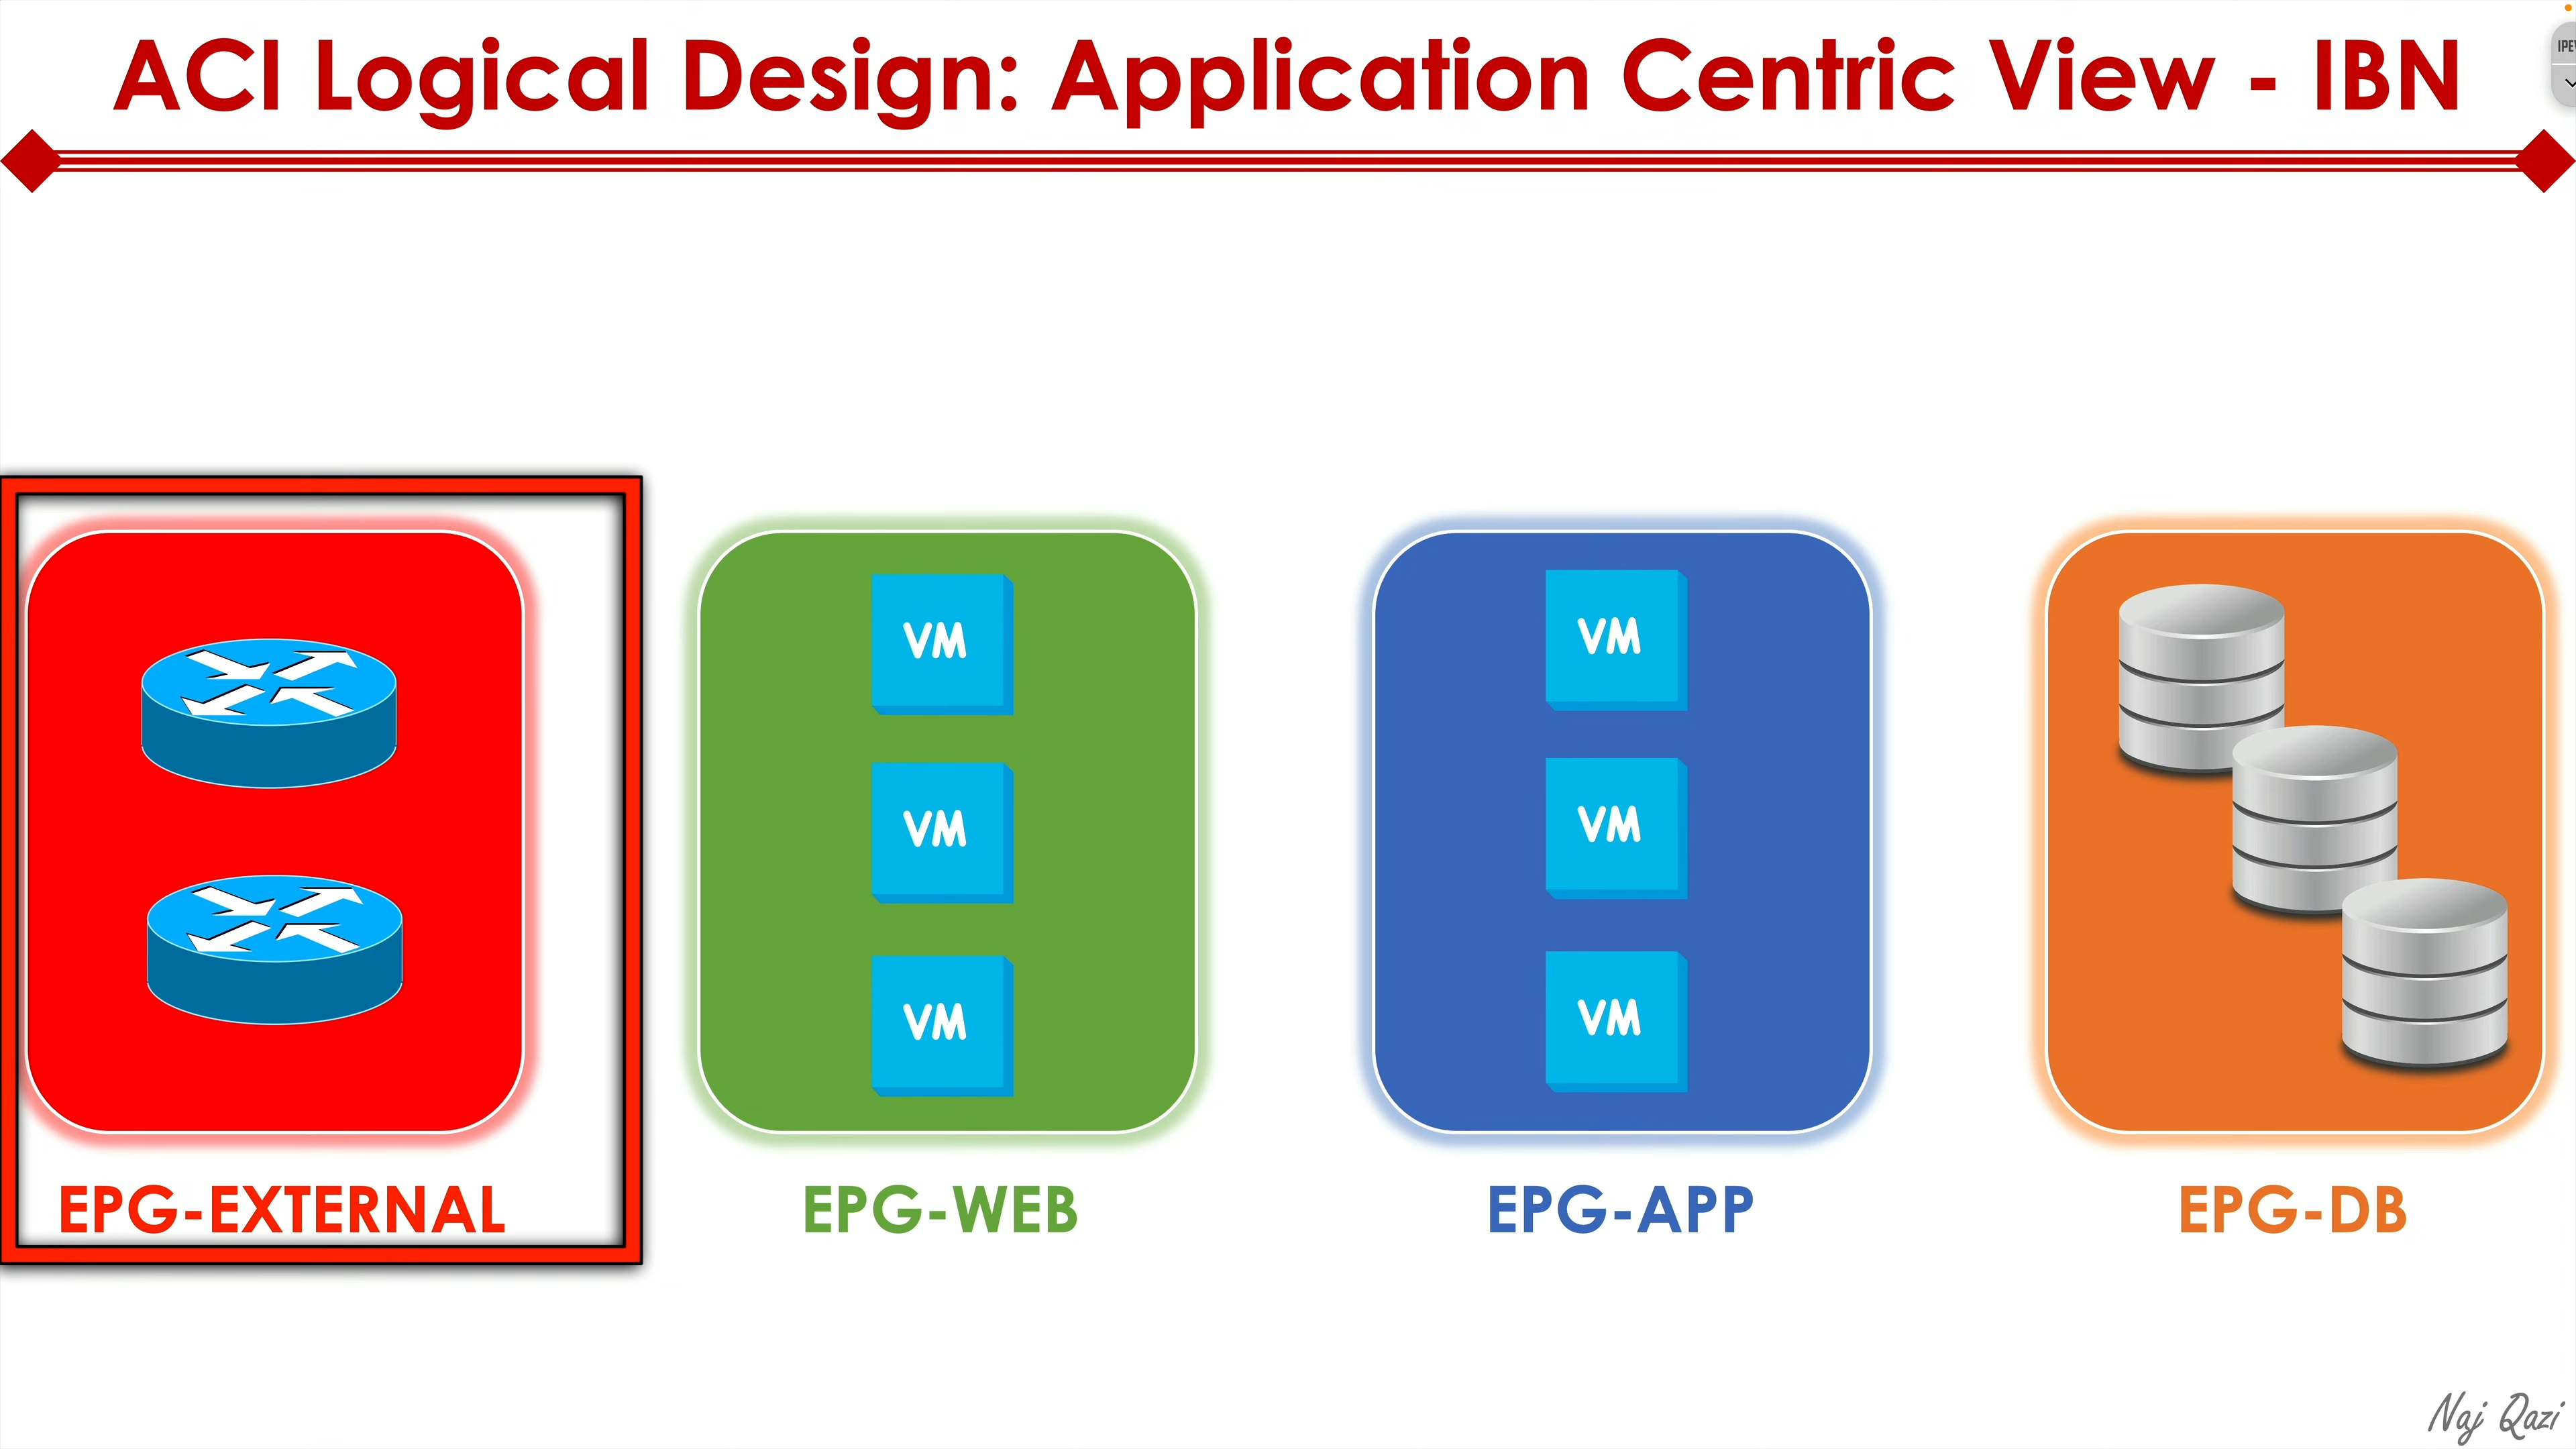 ACI Logical Design: Application Centric View - IBN
VM
VM
VM
VM
VM
VM
EPG-EXTERNAL
EPG-WEB
EPG-APP
EPG-DB
Naj Qazi